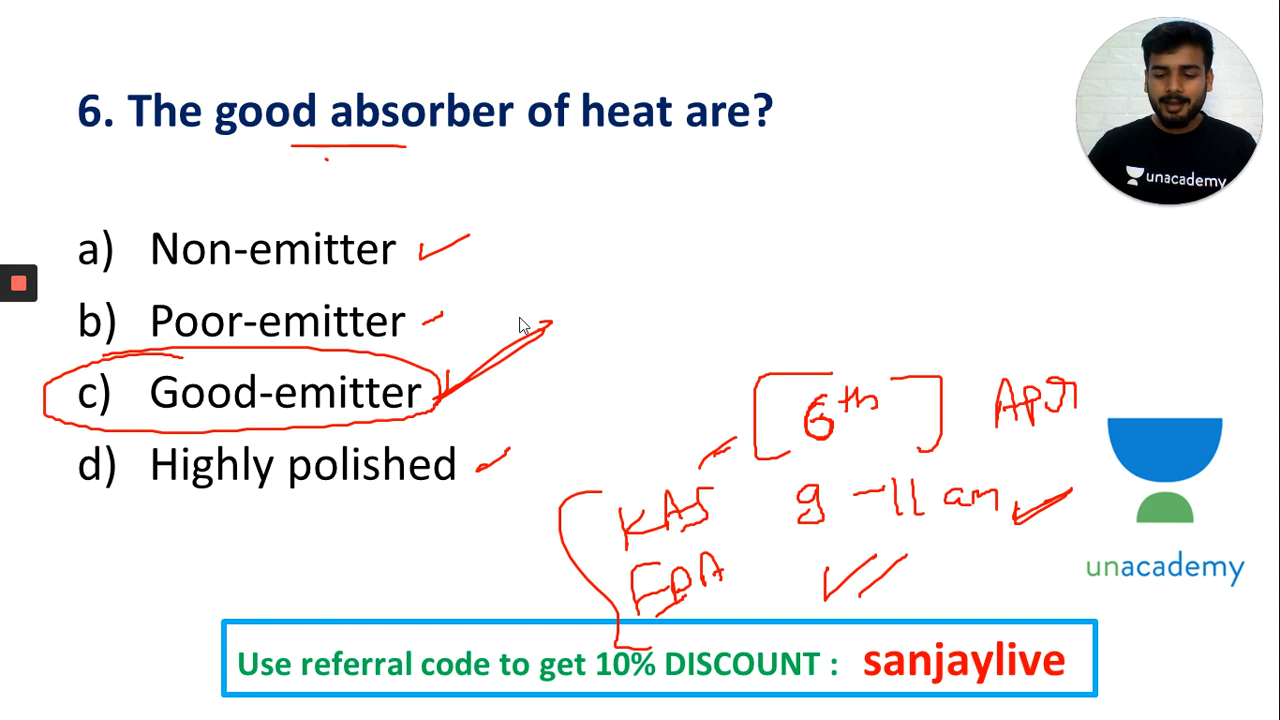 6. The good absorber of heat are?
unacademy
a) Non-emitter
b) Poor-emitter
c) Good-emitter
d) Highly polished
6th
KAS 9 - 11 am
unacademy
Use referral code to get 10% DISCOUNT : sanjaylive